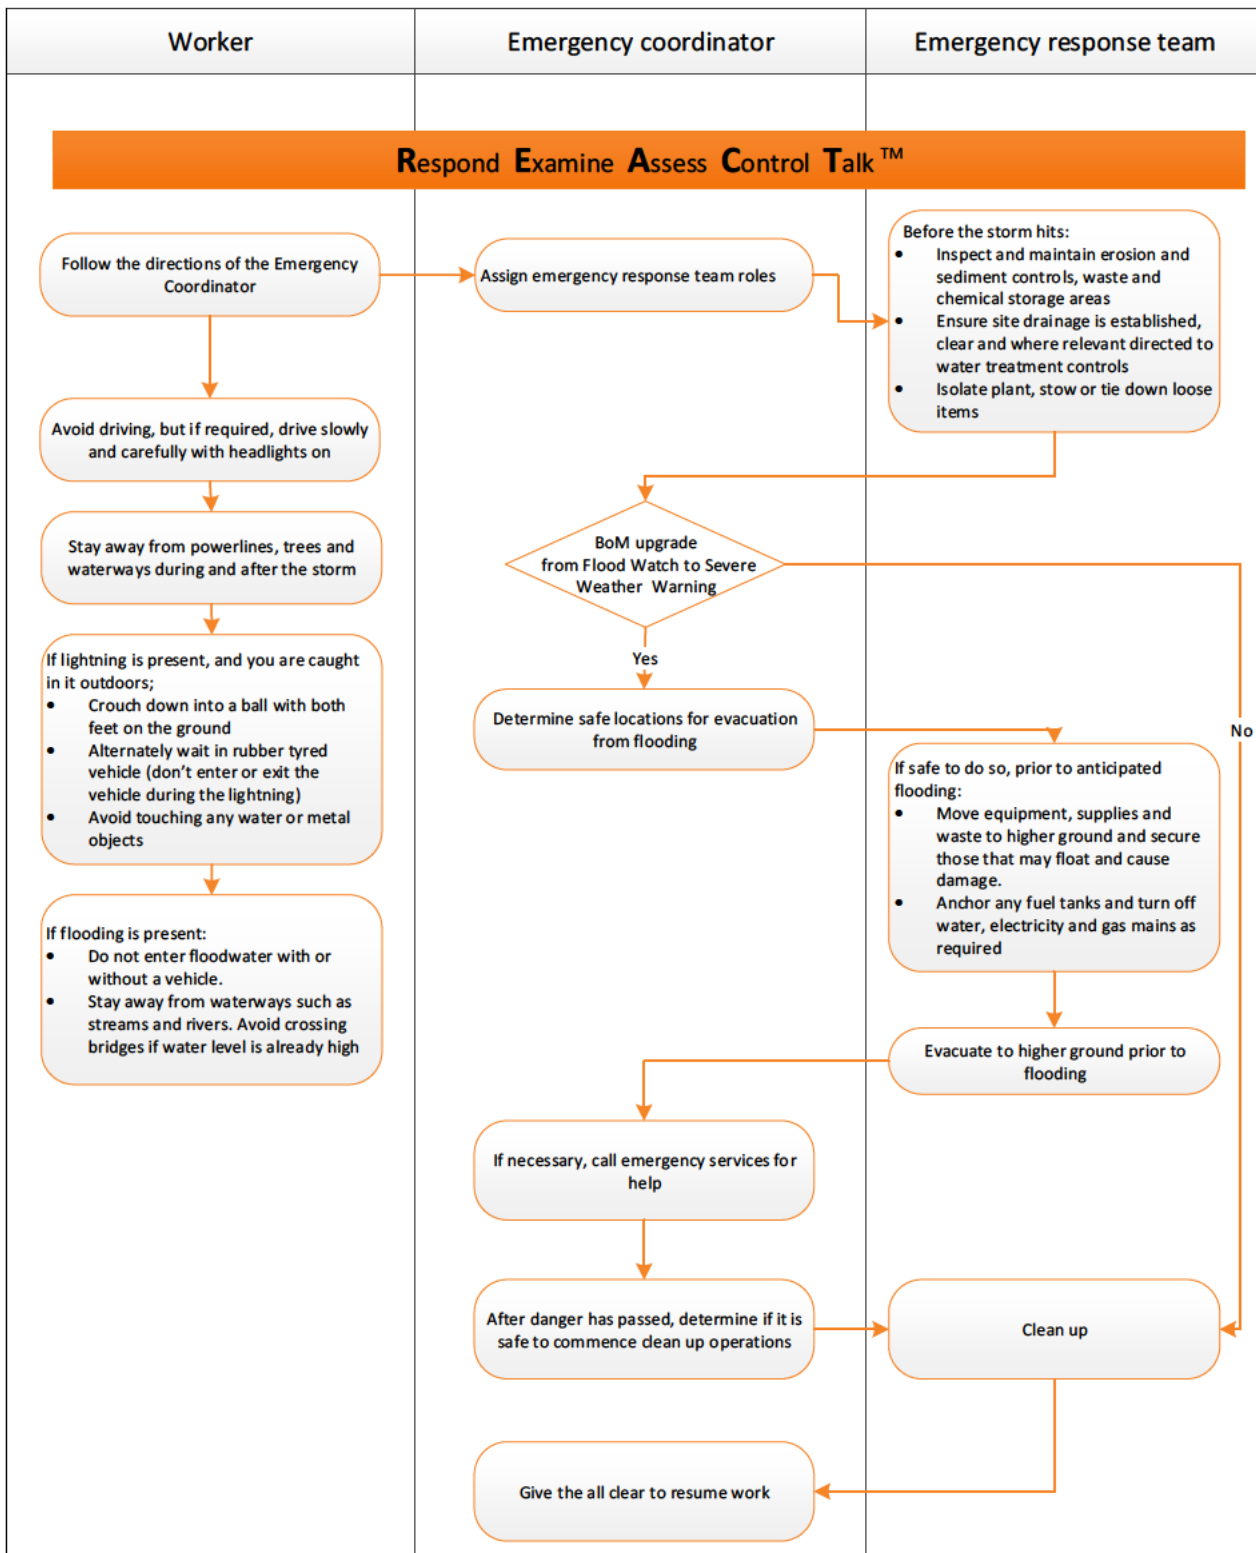 Worker
Emergency coordinator
Emergency response team
Respond Examine Assess Control Talk™
Follow the directions of the Emergency
Coordinator
Avoid driving, but if required, drive slowly
and carefully with headlights on
Stay away from powerlines, trees and
waterways during and after the storm
If lightning is present, and you are caught
in it outdoors;
• Crouch down into a ball with both
feet on the ground
• Alternately wait in rubber tyred
vehicle (don't enter or exit the
vehicle during the lightning)
• Avoid touching any water or metal
objects
If flooding is present:
• Do not enter floodwater with or
without a vehicle.
• Stay away from waterways such as
streams and rivers. Avoid crossing
bridges if water level is already high
Assign emergency response team roles
Before the storm hits:
• Inspect and maintain erosion and
sediment controls, waste and
chemical storage areas
• Ensure site drainage is established,
clear and where relevant directed to
water treatment controls
• Isolate plant, stow or tie down loose
items
BoM upgrade
from Flood Watch to Severe
Weather Warning
Yes
No
Determine safe locations for evacuation
from flooding
If safe to do so, prior to anticipated
flooding:
• Move equipment, supplies and
waste to higher ground and secure
those that may float and cause
damage.
• Anchor any fuel tanks and turn off
water, electricity and gas mains as
required
Evacuate to higher ground prior to
flooding
If necessary, call emergency services for
help
After danger has passed, determine if it is
safe to commence clean up operations
Clean up
Give the all clear to resume work